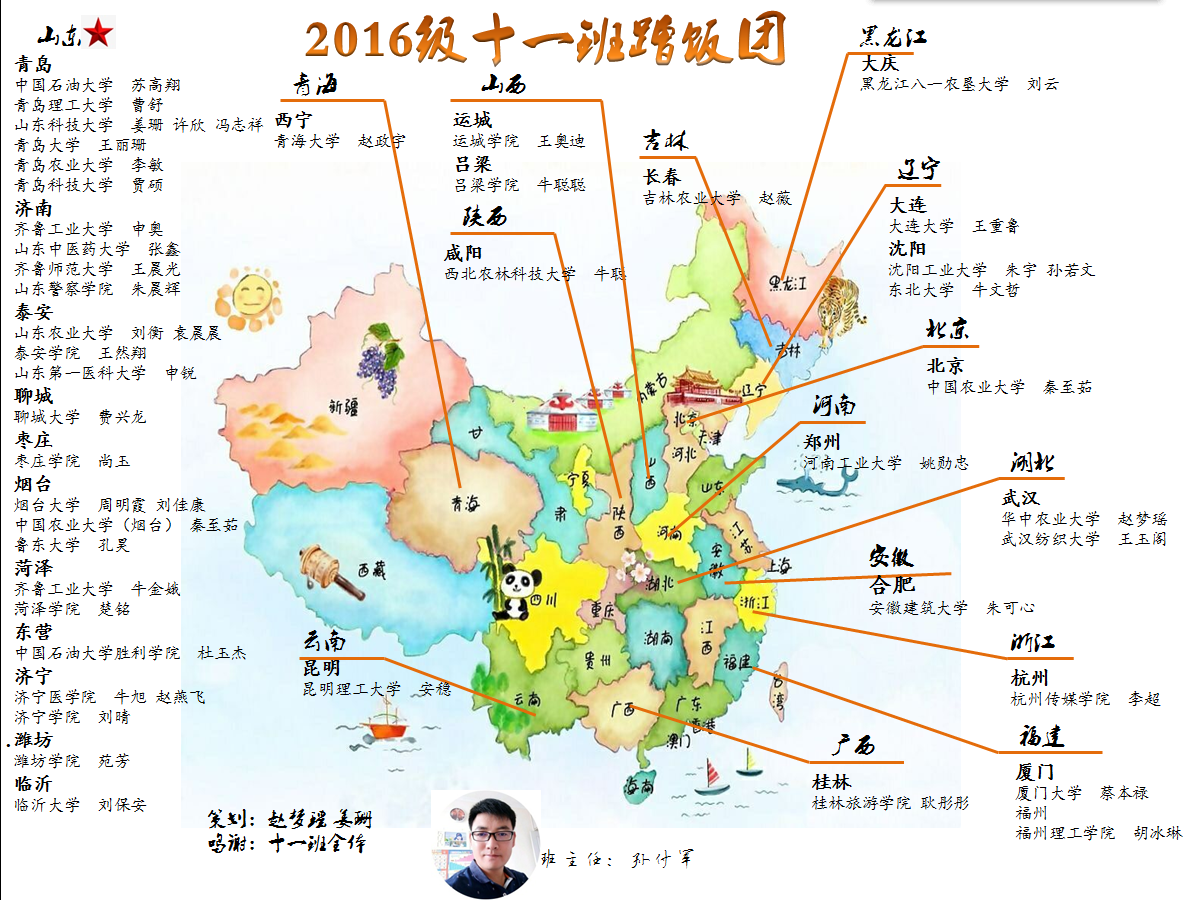 2016级十一班蹭饭团
山东
青岛
中国石油大学 苏高翔
青岛理工大学 曹舒
山东科技大学 姜珊 许欣 冯志祥
青岛大学 王丽珊
青岛农业大学 李敏
青岛科技大学 贾硕
济南
齐鲁工业大学 申奥
山东中医药大学 张鑫
齐鲁师范大学 王晨光
山东警察学院 朱晨辉
泰安
山东农业大学 刘衡 袁晨晨
泰安学院 王然翔
山东第一医科大学 申锐
聊城
聊城大学 费兴龙
枣庄
枣庄学院 尚玉
烟台
烟台大学 周明霞 刘佳康
中国农业大学（烟台） 秦至茹
鲁东大学 孔昊
菏泽
齐鲁工业大学 牛金娥
菏泽学院 楚铭
东营
中国石油大学胜利学院 杜玉杰
济宁
济宁医学院 牛旭 赵燕飞
济宁学院 刘晴
潍坊
潍坊学院 苑芳
临沂
临沂大学 刘保安
青海
西宁
青海大学 赵政宇
山西
运城
运城学院 王奥迪
吕梁
吕梁学院 牛聪聪
陕西
咸阳
西北农林科技大学 牛聪
吉林
长春
吉林农业大学 赵薇
黑龙江
大庆
黑龙江八一农垦大学 刘云
辽宁
大连
大连大学 王重鲁
沈阳
沈阳工业大学 朱宇 孙若文
东北大学 牛文哲
北京
北京
中国农业大学 秦至茹
河南
郑州
河南工业大学 姚勋忠
湖北
武汉
华中农业大学 赵梦瑶
武汉纺织大学 王玉阁
安徽
合肥
安徽建筑大学 朱可心
浙江
杭州
杭州传媒学院 李超
福建
厦门
厦门大学 蔡本禄
福州
福州理工学院 胡冰琳
广西
桂林
桂林旅游学院 耿彤彤
云南
昆明
昆明理工大学 安稳
黑龙江
吉林
辽宁
内蒙古
北京
天津
河北
新疆
甘
肃
宁夏
青海
山西
陕西
山东
河南
江苏
安徽
上海
西藏
四川
重庆
湖北
浙江
湖南
江西
福建
贵州
云南
广西
广东
香港
澳门
台湾
海南
策划：赵梦瑶 姜珊
鸣谢：十一班全体
班主任：孙什军